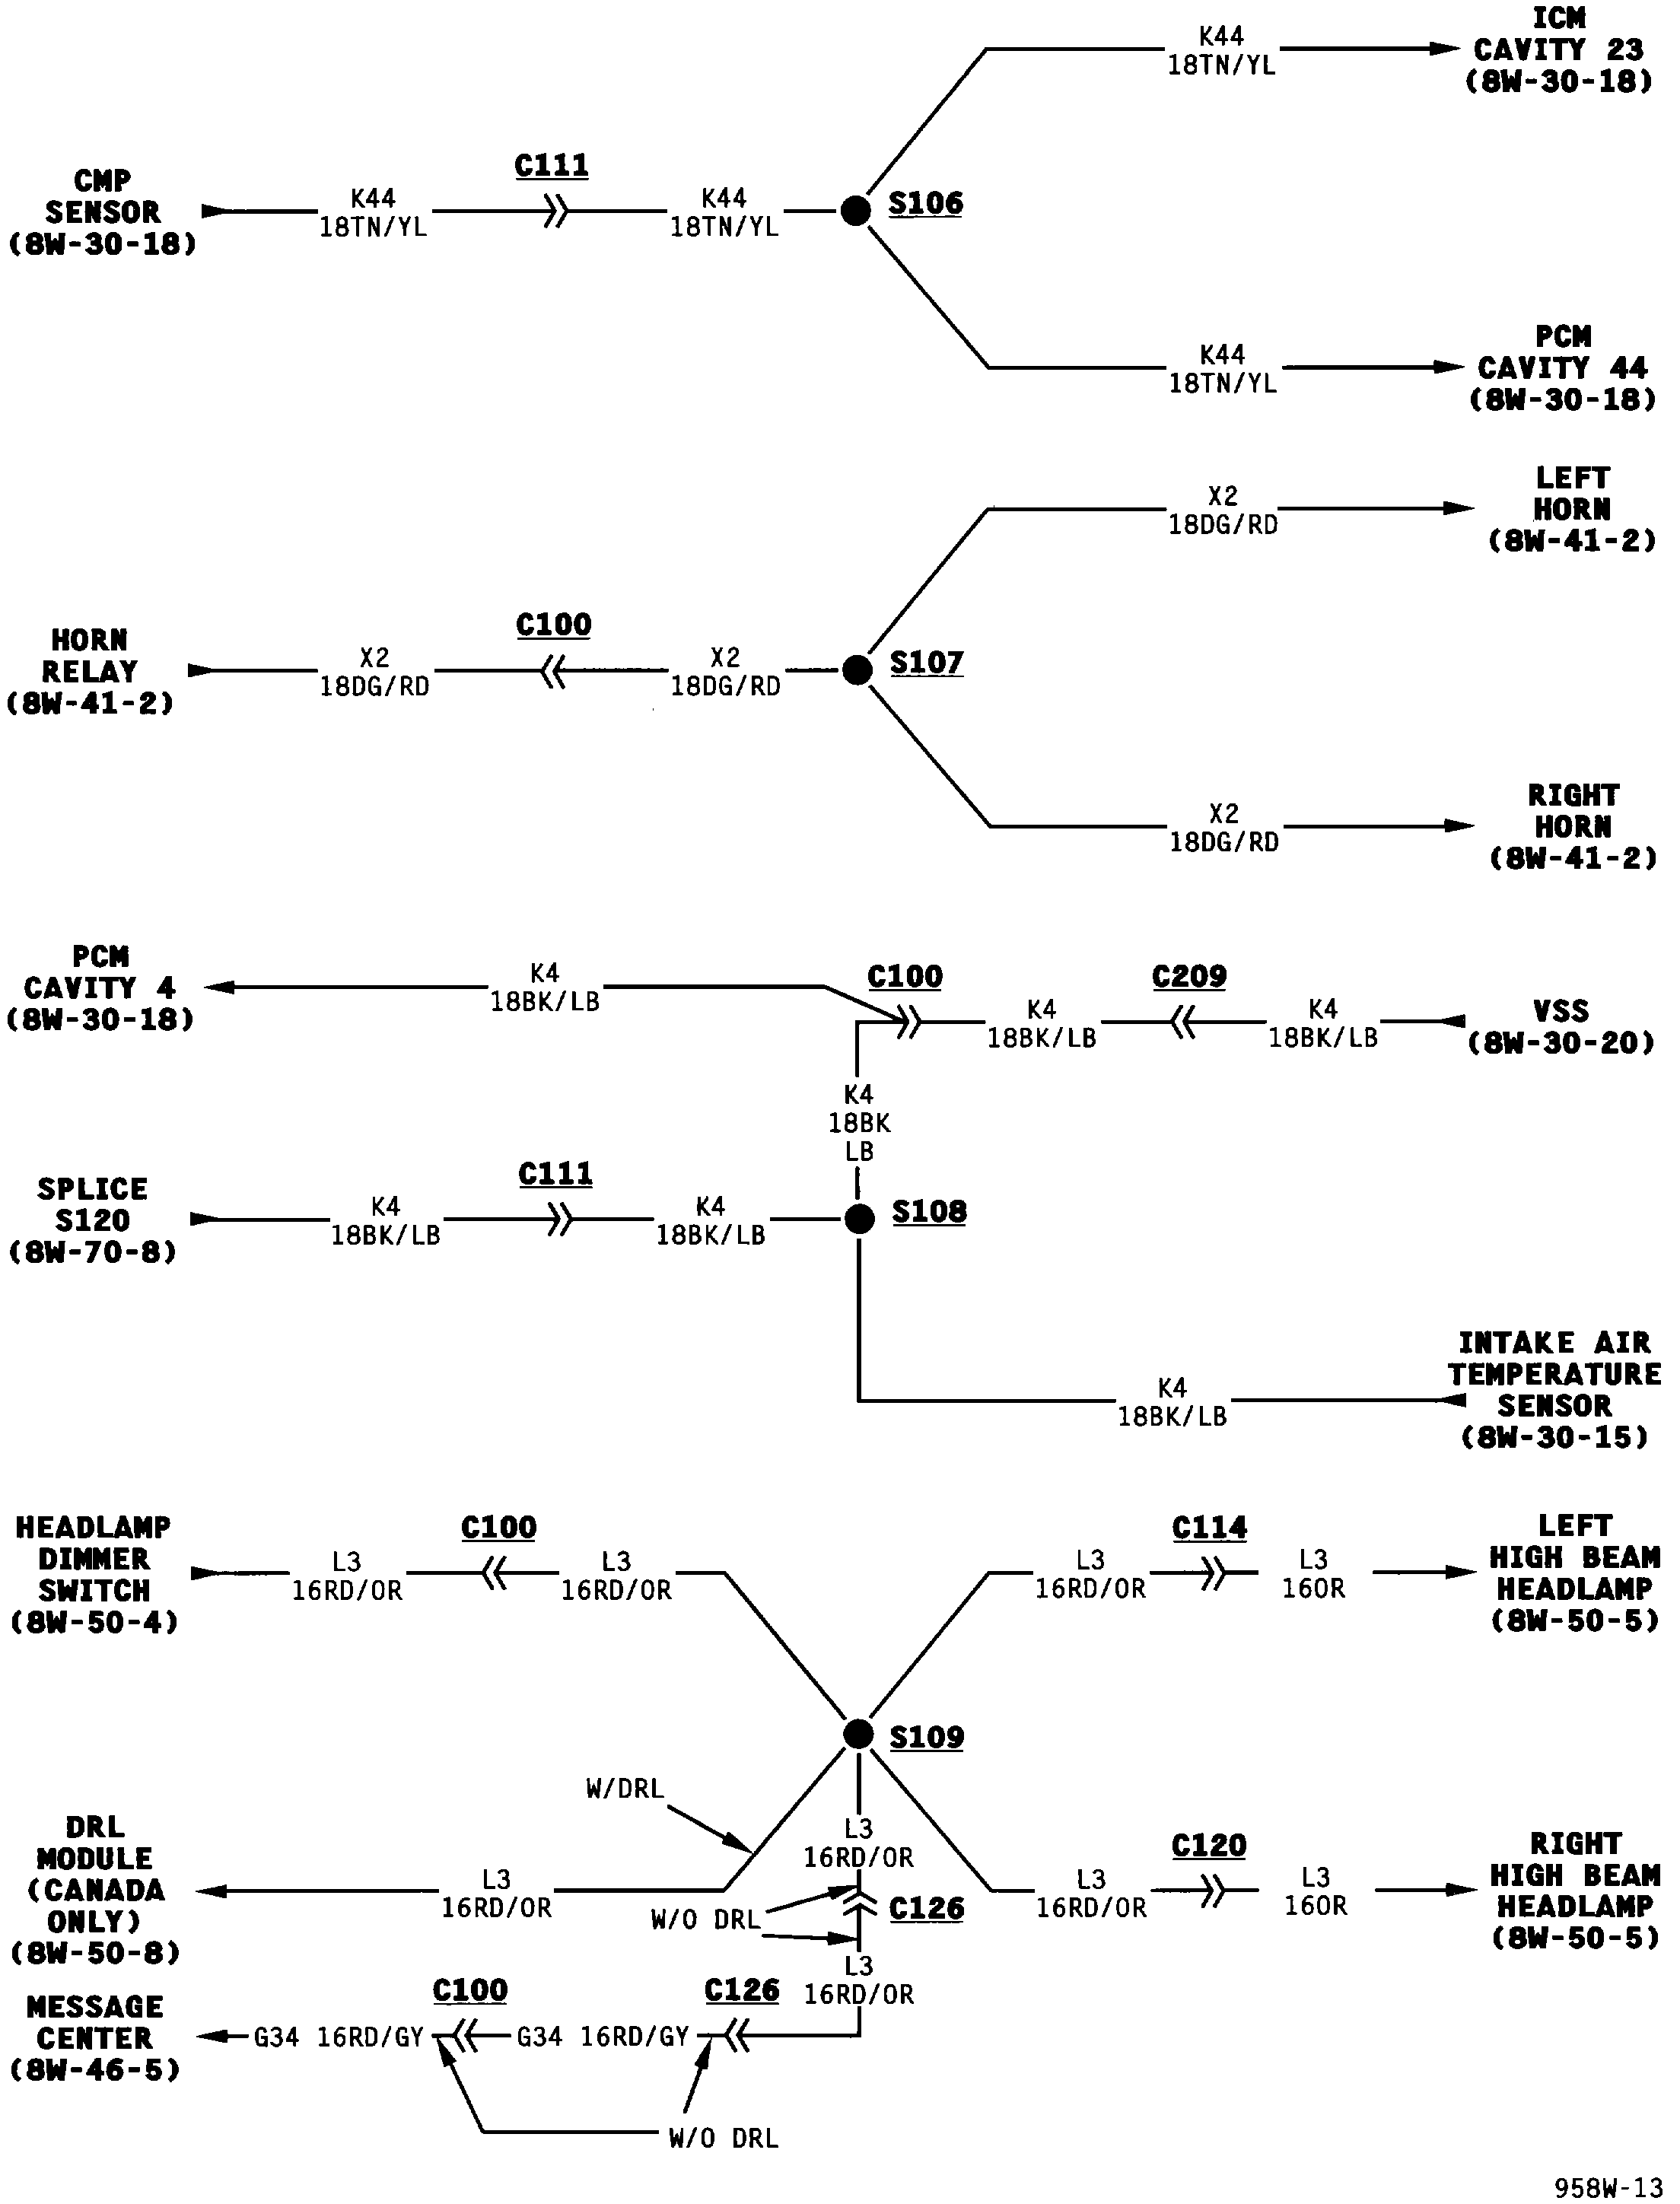 ICM
CAVITY 23
(8W-30-18)
K44
18TN/YL
CMP
SENSOR
(8W-30-18)
K44
18TN/YL
C111
K44
18TN/YL
S106
K44
18TN/YL
PCM
CAVITY 44
(8W-30-18)
X2
18DG/RD
LEFT
HORN
(8W-41-2)
HORN
RELAY
(8W-41-2)
X2
18DG/RD
C100
X2
18DG/RD
S107
X2
18DG/RD
RIGHT
HORN
(8W-41-2)
PCM
CAVITY 4
(8W-30-18)
K4
18BK/LB
C100
K4
18BK/LB
C209
K4
18BK/LB
VSS
(8W-30-20)
K4
18BK
LB
SPLICE
S120
(8W-70-8)
K4
18BK/LB
C111
K4
18BK/LB
S108
K4
18BK/LB
INTAKE AIR
TEMPERATURE
SENSOR
(8W-30-15)
HEADLAMP
DIMMER
SWITCH
(8W-50-4)
L3
16RD/OR
C100
L3
16RD/OR
L3
16RD/OR
C114
L3
16OR
LEFT
HIGH BEAM
HEADLAMP
(8W-50-5)
S109
W/DRL
DRL
MODULE
(CANADA
ONLY)
(8W-50-8)
L3
16RD/OR
L3
16RD/OR
W/O DRL
C126
L3
16RD/OR
L3
16RD/OR
C120
L3
16OR
RIGHT
HIGH BEAM
HEADLAMP
(8W-50-5)
MESSAGE
CENTER
(8W-46-5)
G34 16RD/GY
C100
G34 16RD/GY
C126
W/O DRL
958W-13